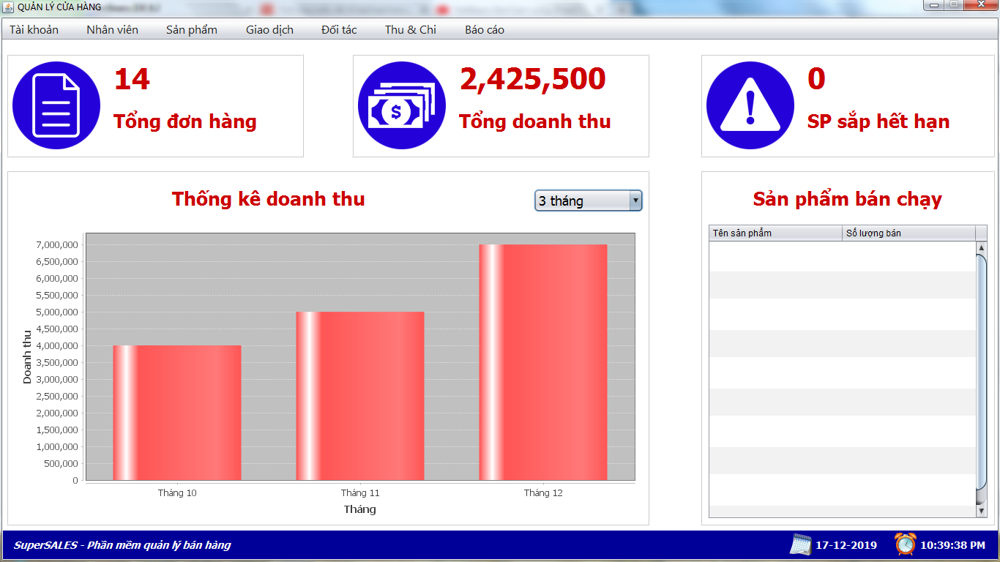 QUẢN LÝ CỬA HÀNG
Tài khoản Nhân viên Sản phẩm Giao dịch Đối tác Thu & Chi Báo cáo
14
Tổng đơn hàng
2,425,500
Tổng doanh thu
0
SP sắp hết hạn
Thống kê doanh thu
3 tháng
7,000,000
6,500,000
6,000,000
5,500,000
5,000,000
4,500,000
4,000,000
3,500,000
3,000,000
2,500,000
2,000,000
1,500,000
1,000,000
500,000
0
Doanh thu
Tháng 10 Tháng 11 Tháng 12
Tháng
Sản phẩm bán chạy
Tên sản phẩm Số lượng bán
SuperSALES - Phần mềm quản lý bán hàng
17-12-2019 10:39:38 PM